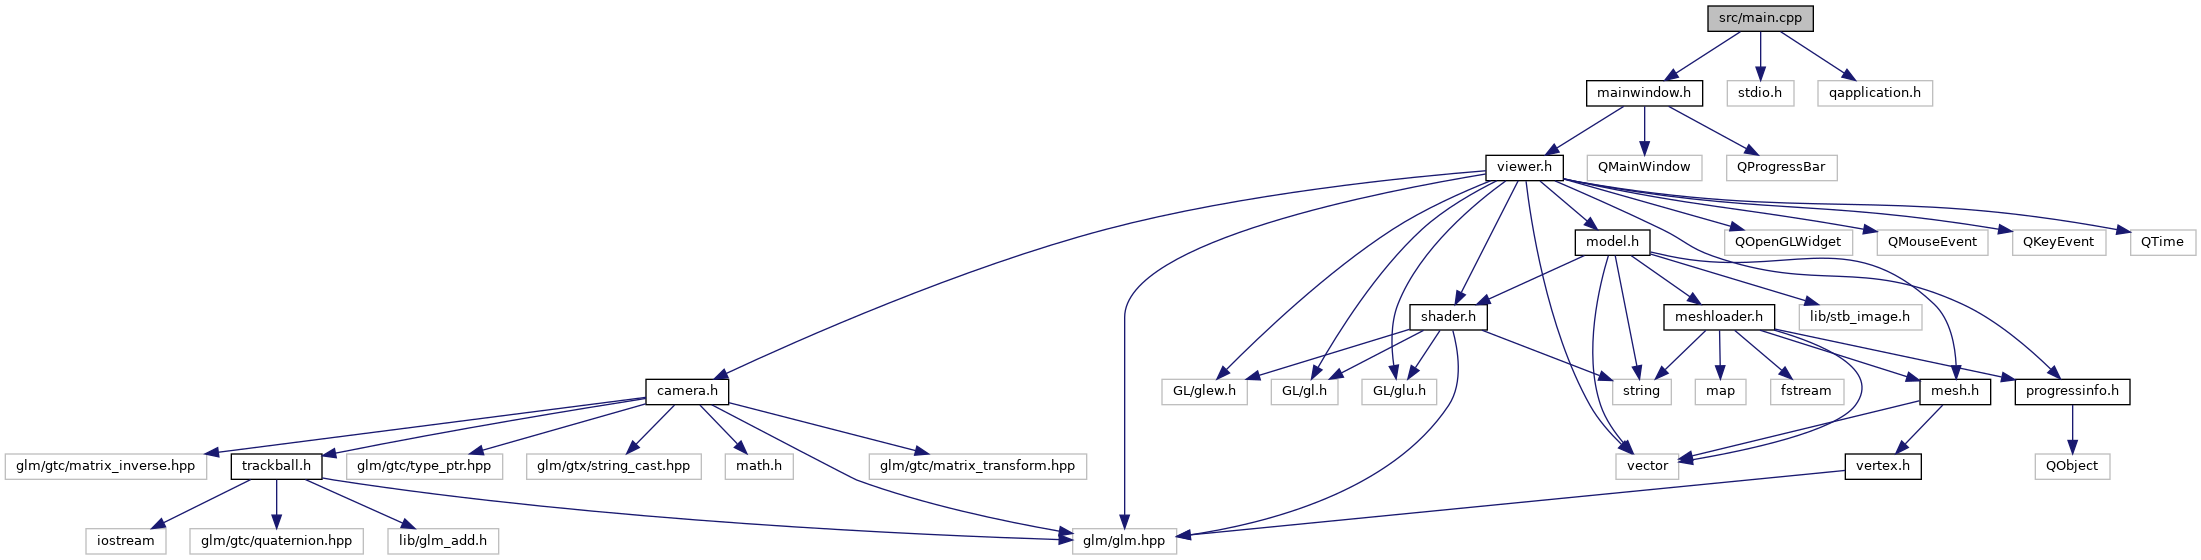 src/main.cpp
mainwindow.h
stdio.h
qapplication.h
viewer.h
QMainWindow
QProgressBar
model.h
QOpenGLWidget
QMouseEvent
QKeyEvent
QTime
shader.h
meshloader.h
lib/stb_image.h
camera.h
GL/glew.h
GL/gl.h
GL/glu.h
string
map
fstream
mesh.h
progressinfo.h
glm/gtc/matrix_inverse.hpp
trackball.h
glm/gtc/type_ptr.hpp
glm/gtx/string_cast.hpp
math.h
glm/gtc/matrix_transform.hpp
vector
vertex.h
QObject
iostream
glm/gtc/quaternion.hpp
lib/glm_add.h
glm/glm.hpp